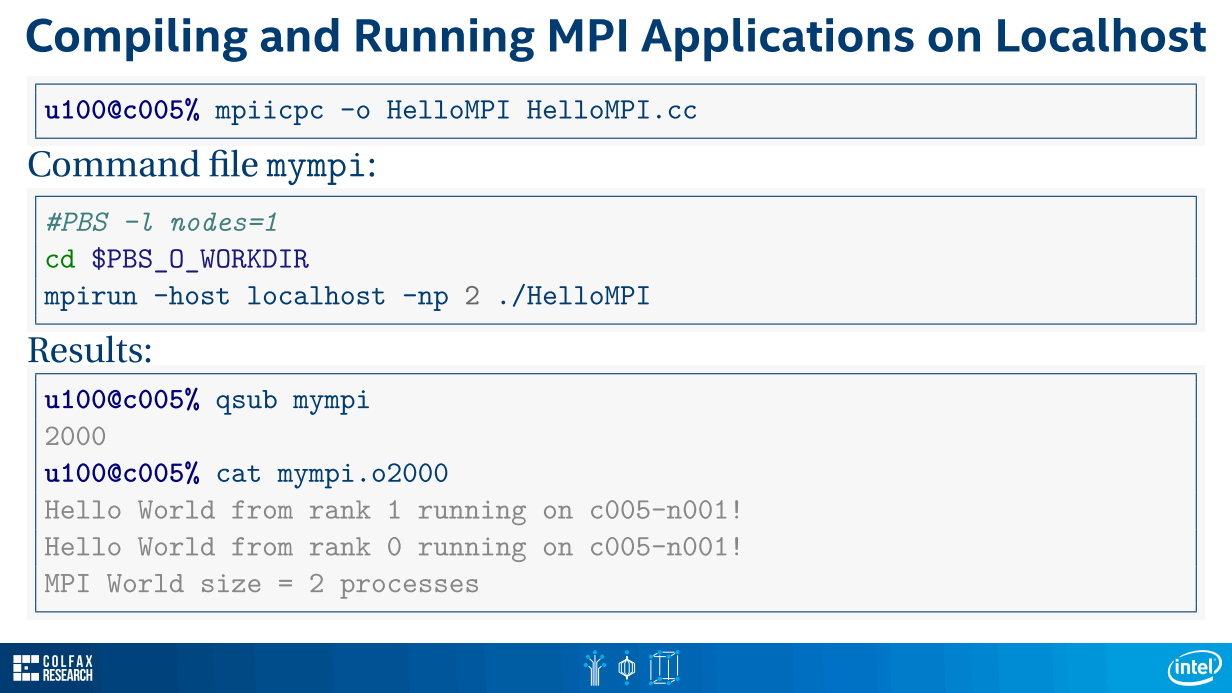 Compiling and Running MPI Applications on Localhost
u100@c005% mpiicpc -o HelloMPI HelloMPI.cc
Command file mympi:
#PBS -l nodes=1
cd $PBS_O_WORKDIR
mpirun -host localhost -np 2 ./HelloMPI
Results:
u100@c005% qsub mympi
2000
u100@c005% cat mympi.o2000
Hello World from rank 1 running on c005-n001!
Hello World from rank 0 running on c005-n001!
MPI World size = 2 processes
COLFAX
RESEARCH
intel